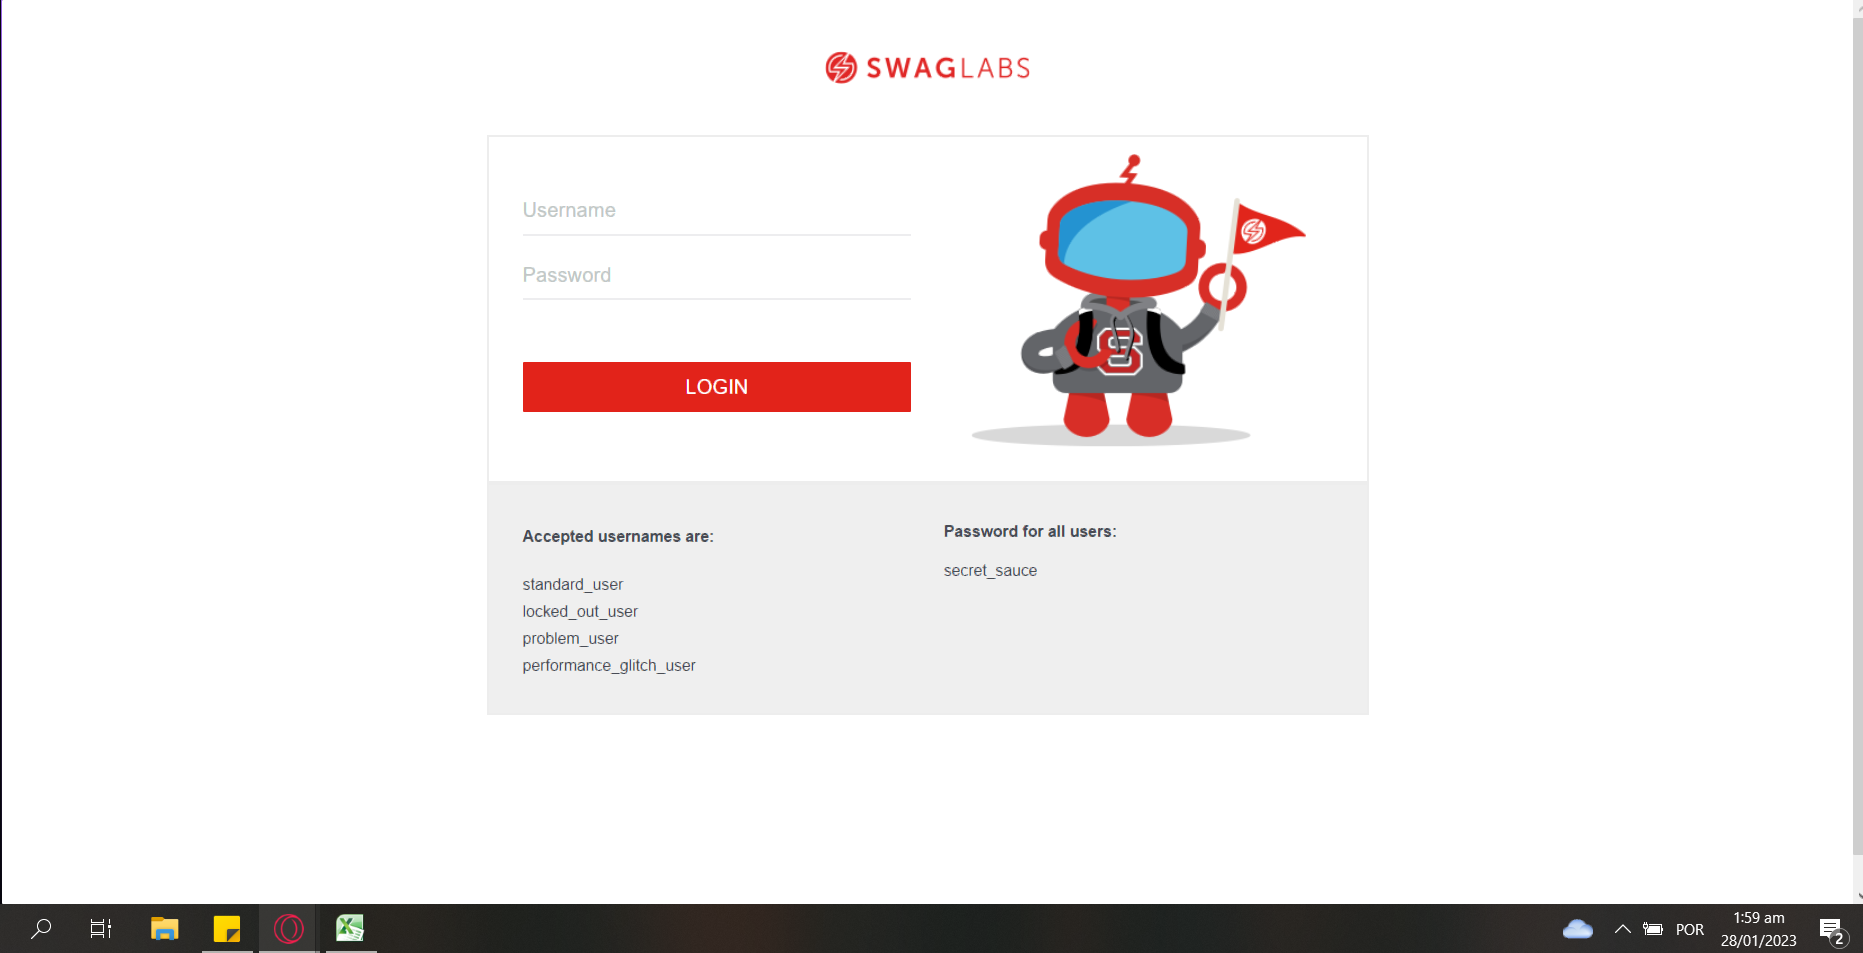 SWAGLABS
Username
Password
LOGIN
S
Accepted usernames are:
standard_user
locked_out_user
problem_user
performance_glitch_user
Password for all users:
secret_sauce
POR
1:59 am
28/01/2023
2